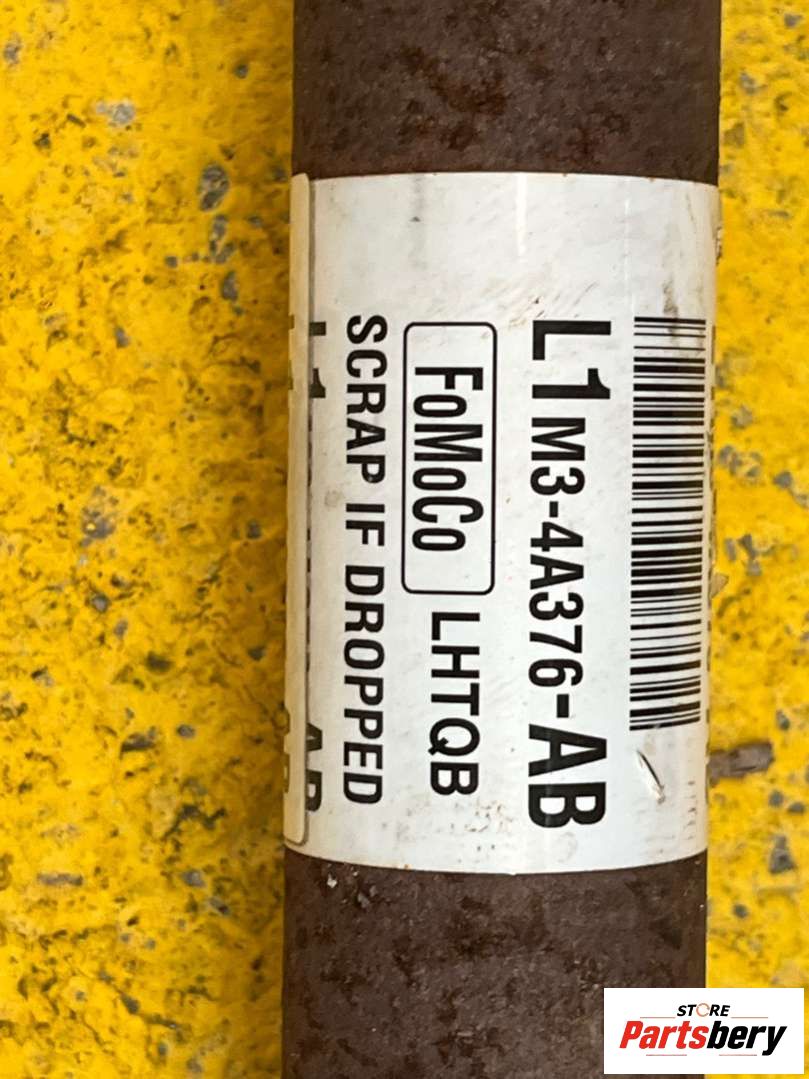 L1M3-4A376-AB
FoMoCo LHTQB
SCRAP IF DROPPED
STORE
Partsbery